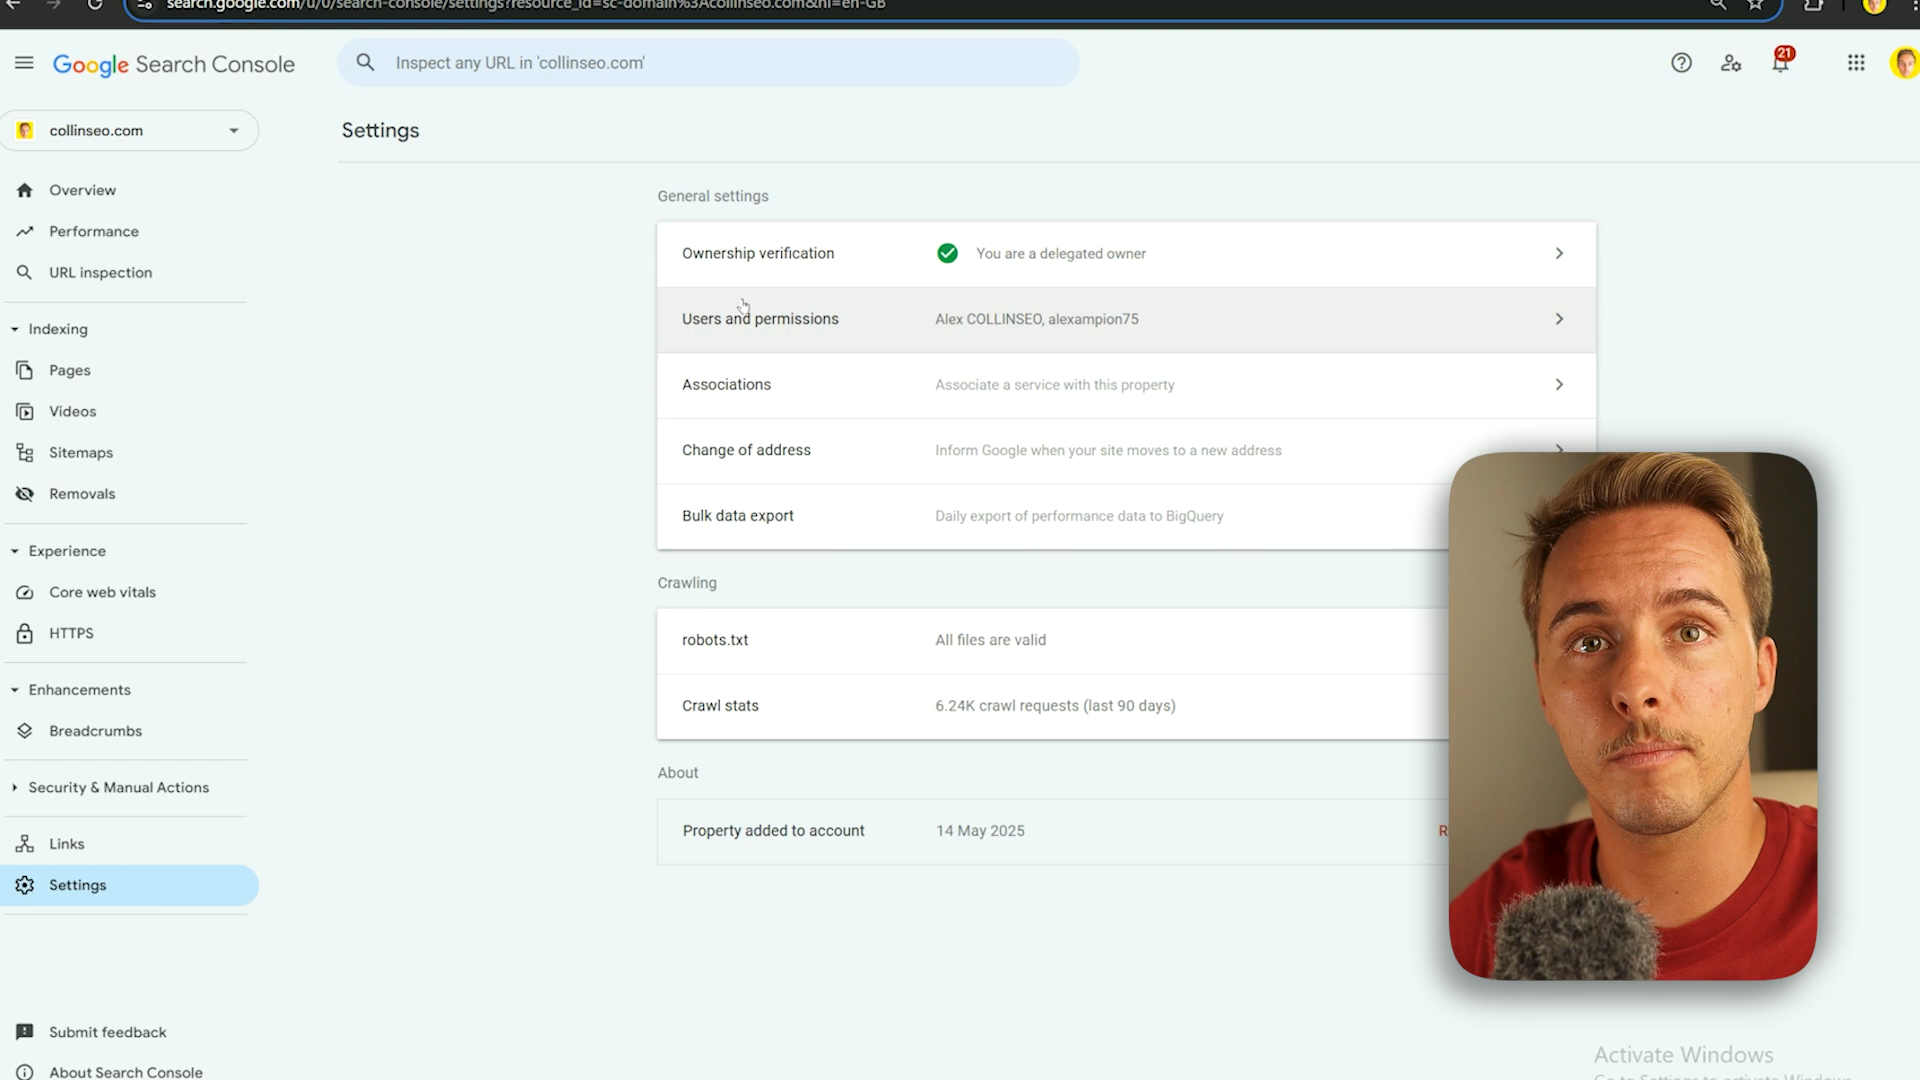 search.google.com/u/0/search-console/settings?resource_id=sc-domain%3Acollinseo.com&hl=en-GB
Google Search Console
Inspect any URL in 'collinseo.com'
21
collinseo.com
Settings
Overview
Performance
URL inspection
Indexing
Pages
Videos
Sitemaps
Removals
Experience
Core web vitals
HTTPS
Enhancements
Breadcrumbs
Security & Manual Actions
Links
Settings
Submit feedback
About Search Console
General settings
Ownership verification You are a delegated owner
Users and permissions Alex COLLINSEO, alexampion75
Associations Associate a service with this property
Change of address Inform Google when your site moves to a new address
Bulk data export Daily export of performance data to BigQuery
Crawling
robots.txt All files are valid
Crawl stats 6.24K crawl requests (last 90 days)
About
Property added to account 14 May 2025
R
Activate Windows
Go to Settings to activate Windows.